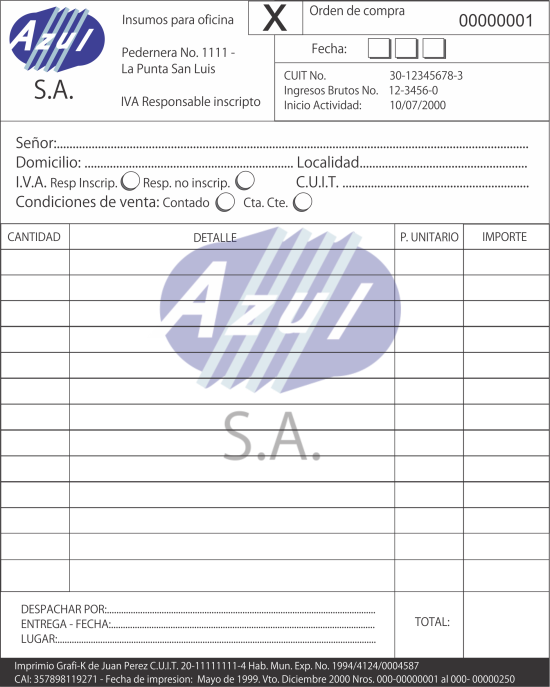 Azul
S.A.
Insumos para oficina
Pedernera No. 1111 -
La Punta San Luis
IVA Responsable inscripto
X
Orden de compra
00000001
Fecha:
CUIT No. 30-12345678-3
Ingresos Brutos No. 12-3456-0
Inicio Actividad: 10/07/2000
Señor:
Domicilio: Localidad
I.V.A. Resp Inscrip. Resp. no inscrip. C.U.I.T.
Condiciones de venta: Contado Cta. Cte.
CANTIDAD DETALLE P. UNITARIO IMPORTE
Azul
S.A.
DESPACHAR POR:
ENTREGA - FECHA:
LUGAR:
TOTAL:
Imprimio Grafi-K de Juan Perez C.U.I.T. 20-11111111-4 Hab. Mun. Exp. No. 1994/4124/0004587
CAI: 357898119271 - Fecha de impresion: Mayo de 1999. Vto. Diciembre 2000 Nros. 000-00000001 al 000- 00000250